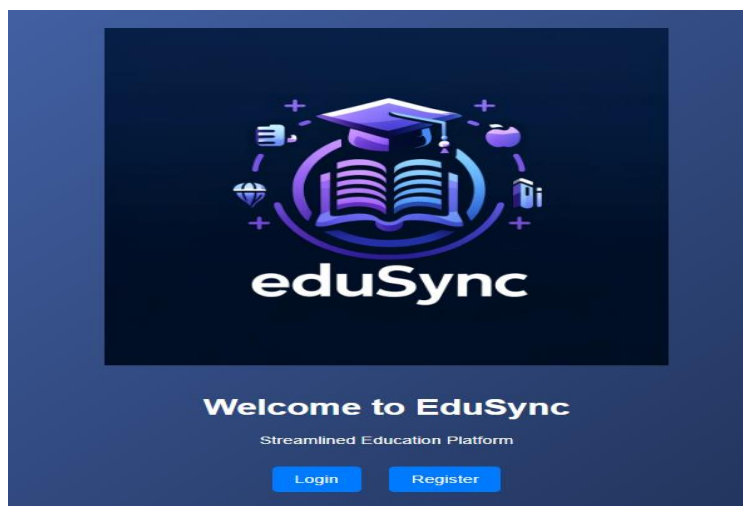 eduSync
Welcome to EduSync
Streamlined Education Platform
Login Register